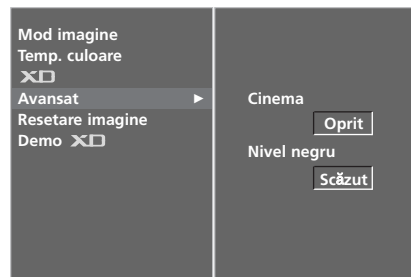 Mod imagine
Temp. culoare
XD
Avansat ►
Resetare imagine
Demo XD
Cinema
Oprit
Nivel negru
Scăzut